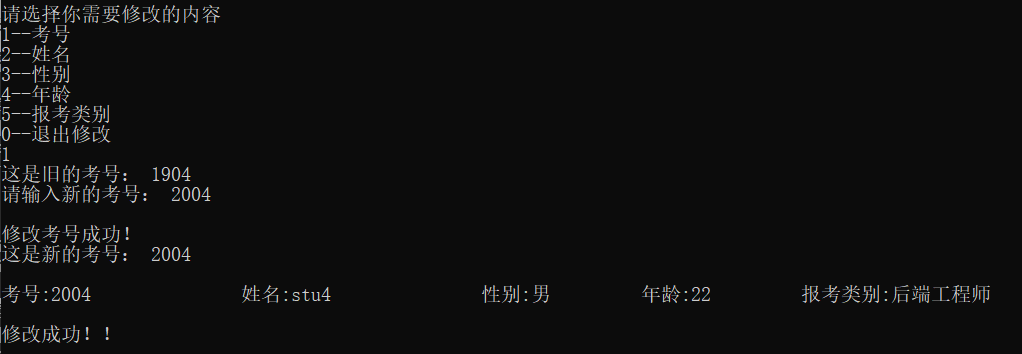 请选择你需要修改的内容
1--考号
2--姓名
3--性别
4--年龄
5--报考类别
0--退出修改
1
这是旧的考号： 1904
请输入新的考号： 2004
修改考号成功！
这是新的考号： 2004
考号:2004 姓名:stu4 性别:男 年龄:22 报考类别:后端工程师
修改成功！！